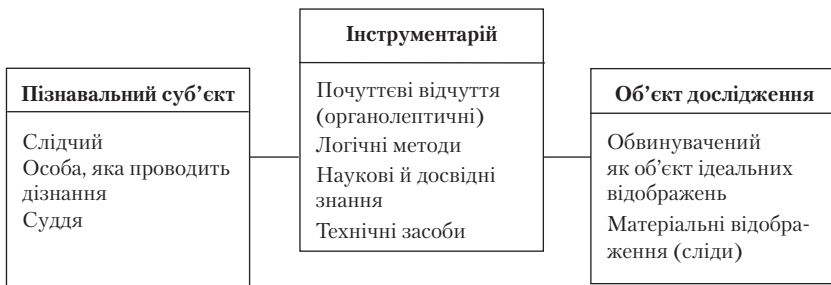 Пізнавальний суб’єкт
Слідчий
Особа, яка проводить
дізнання
Суддя
Інструментарій
Почуттєві відчуття
(органолептичні)
Логічні методи
Наукові й досвідні
знання
Технічні засоби
Об’єкт дослідження
Обвинувачений
як об’єкт ідеальних
відображень
Матеріальні відобра-
ження (сліди)